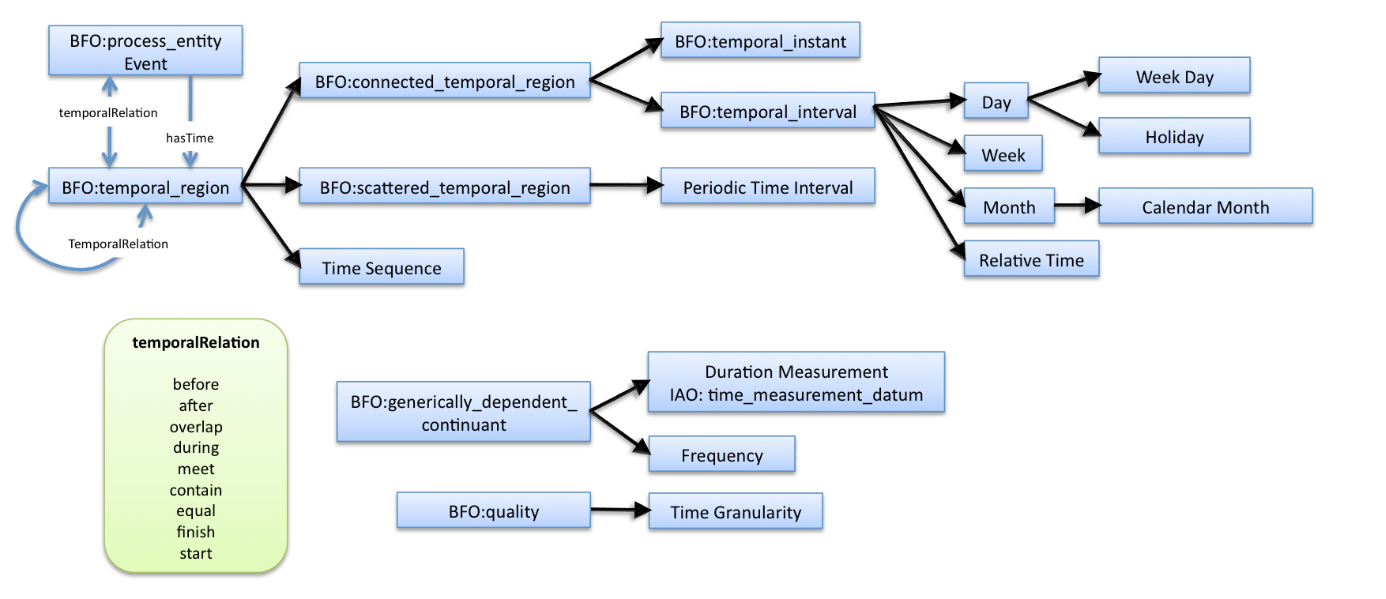 BFO:process_entity
Event
temporalRelation
hasTime
BFO:temporal_region
TemporalRelation
BFO:connected_temporal_region
BFO:scattered_temporal_region
Time Sequence
BFO:temporal_instant
BFO:temporal_interval
Periodic Time Interval
Day
Week
Month
Relative Time
Week Day
Holiday
Calendar Month
temporalRelation
before
after
overlap
during
meet
contain
equal
finish
start
BFO:generically_dependent_
continuant
Duration Measurement
IAO: time_measurement_datum
Frequency
BFO:quality
Time Granularity